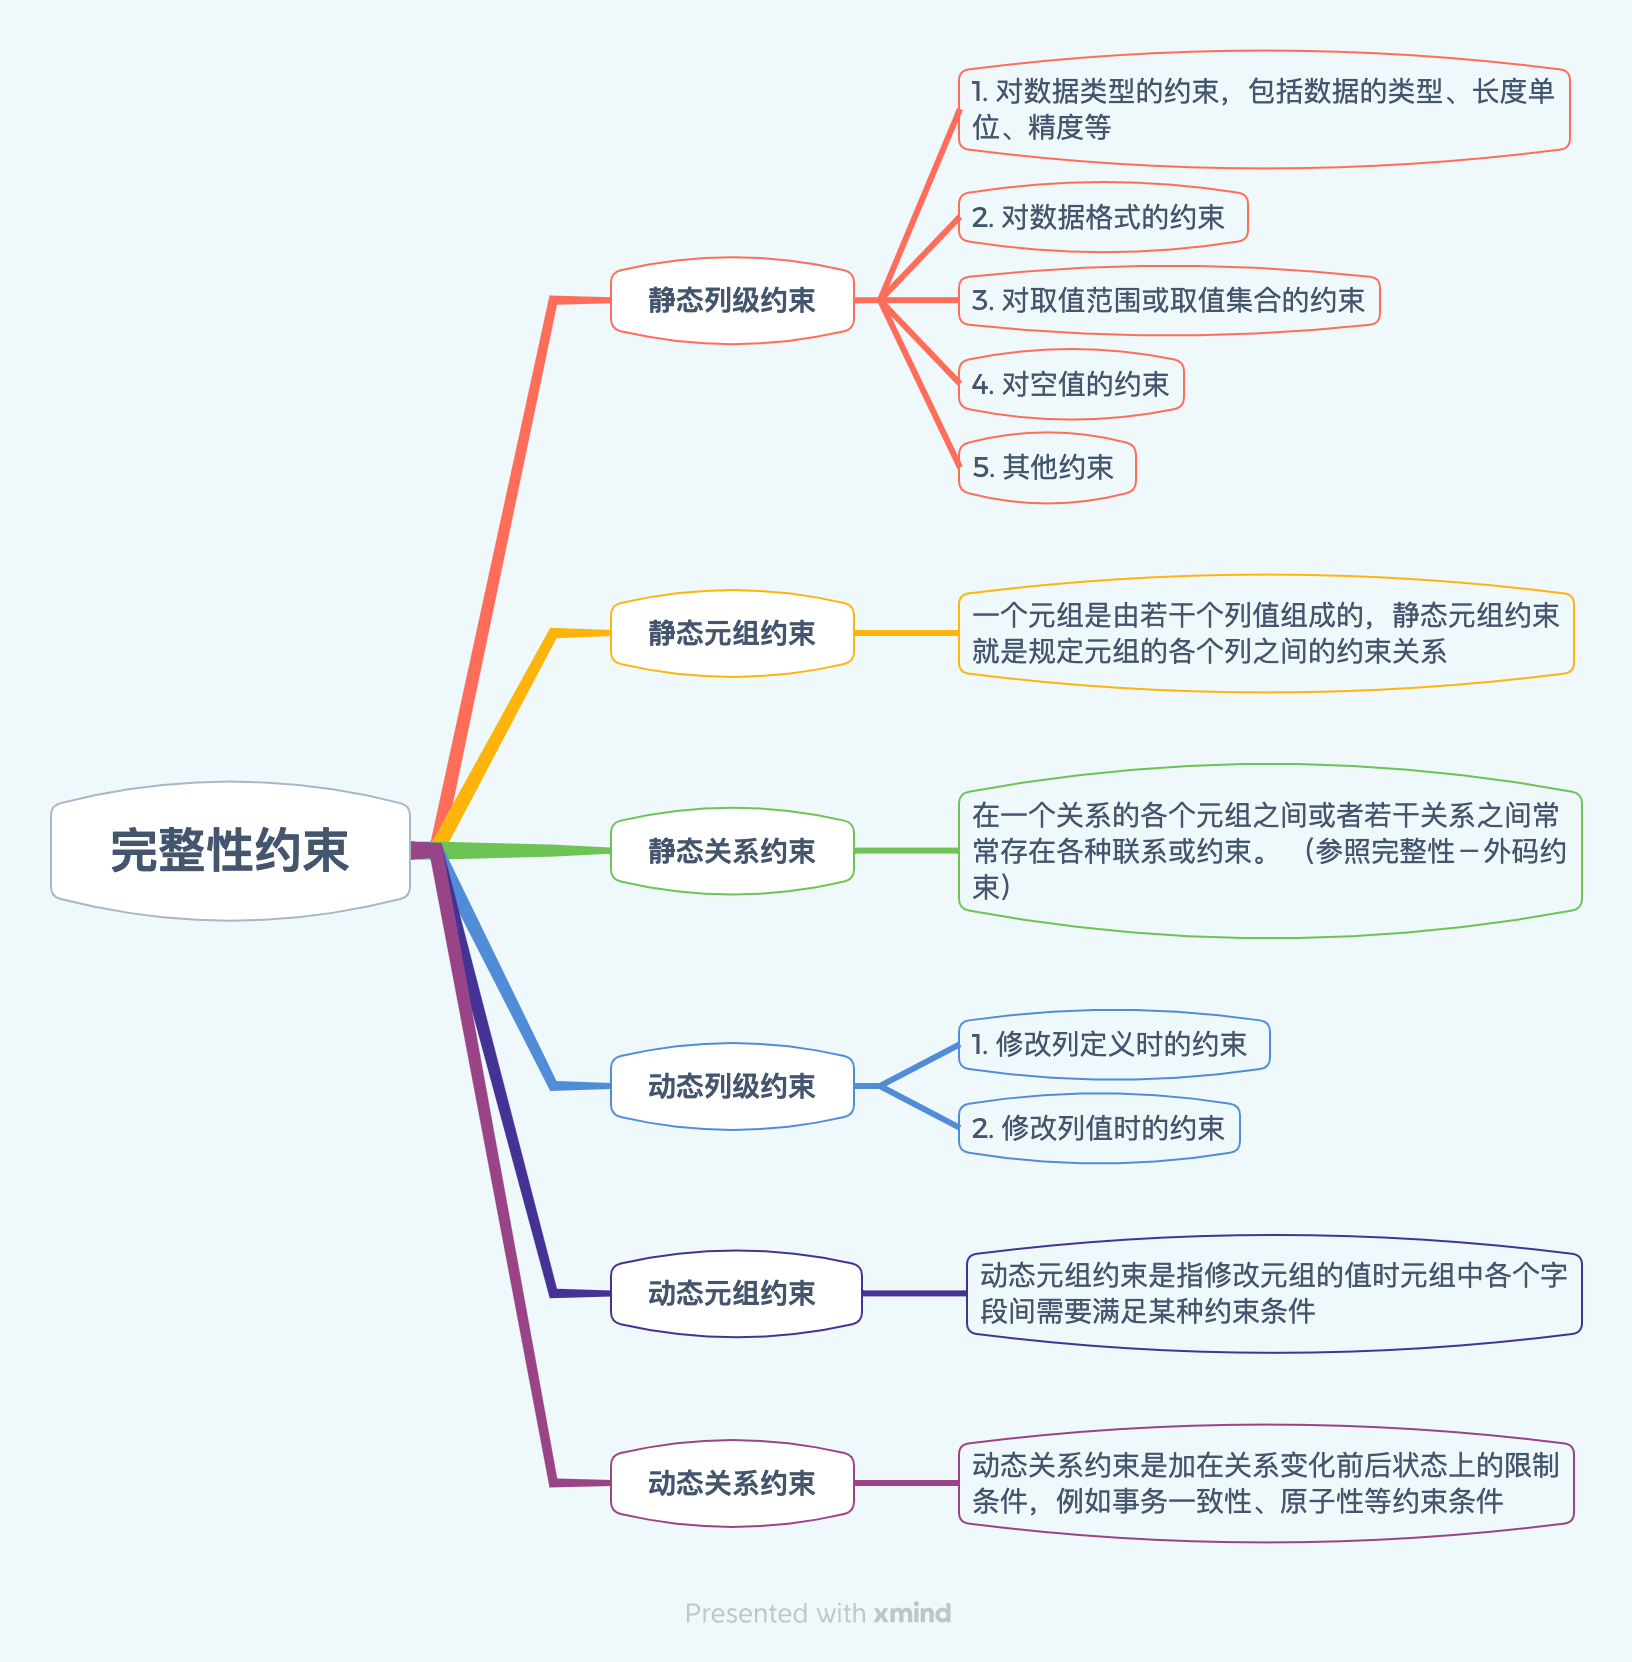 完整性约束
静态列级约束
1. 对数据类型的约束，包括数据的类型、长度单
位、精度等
2. 对数据格式的约束
3. 对取值范围或取值集合的约束
4. 对空值的约束
5. 其他约束
静态元组约束
一个元组是由若干个列值组成的，静态元组约束
就是规定元组的各个列之间的约束关系
静态关系约束
在一个关系的各个元组之间或者若干关系之间常
常存在各种联系或约束。 （参照完整性－外码约
束）
动态列级约束
1. 修改列定义时的约束
2. 修改列值时的约束
动态元组约束
动态元组约束是指修改元组的值时元组中各个字
段间需要满足某种约束条件
动态关系约束
动态关系约束是加在关系变化前后状态上的限制
条件，例如事务一致性、原子性等约束条件
Presented with xmind